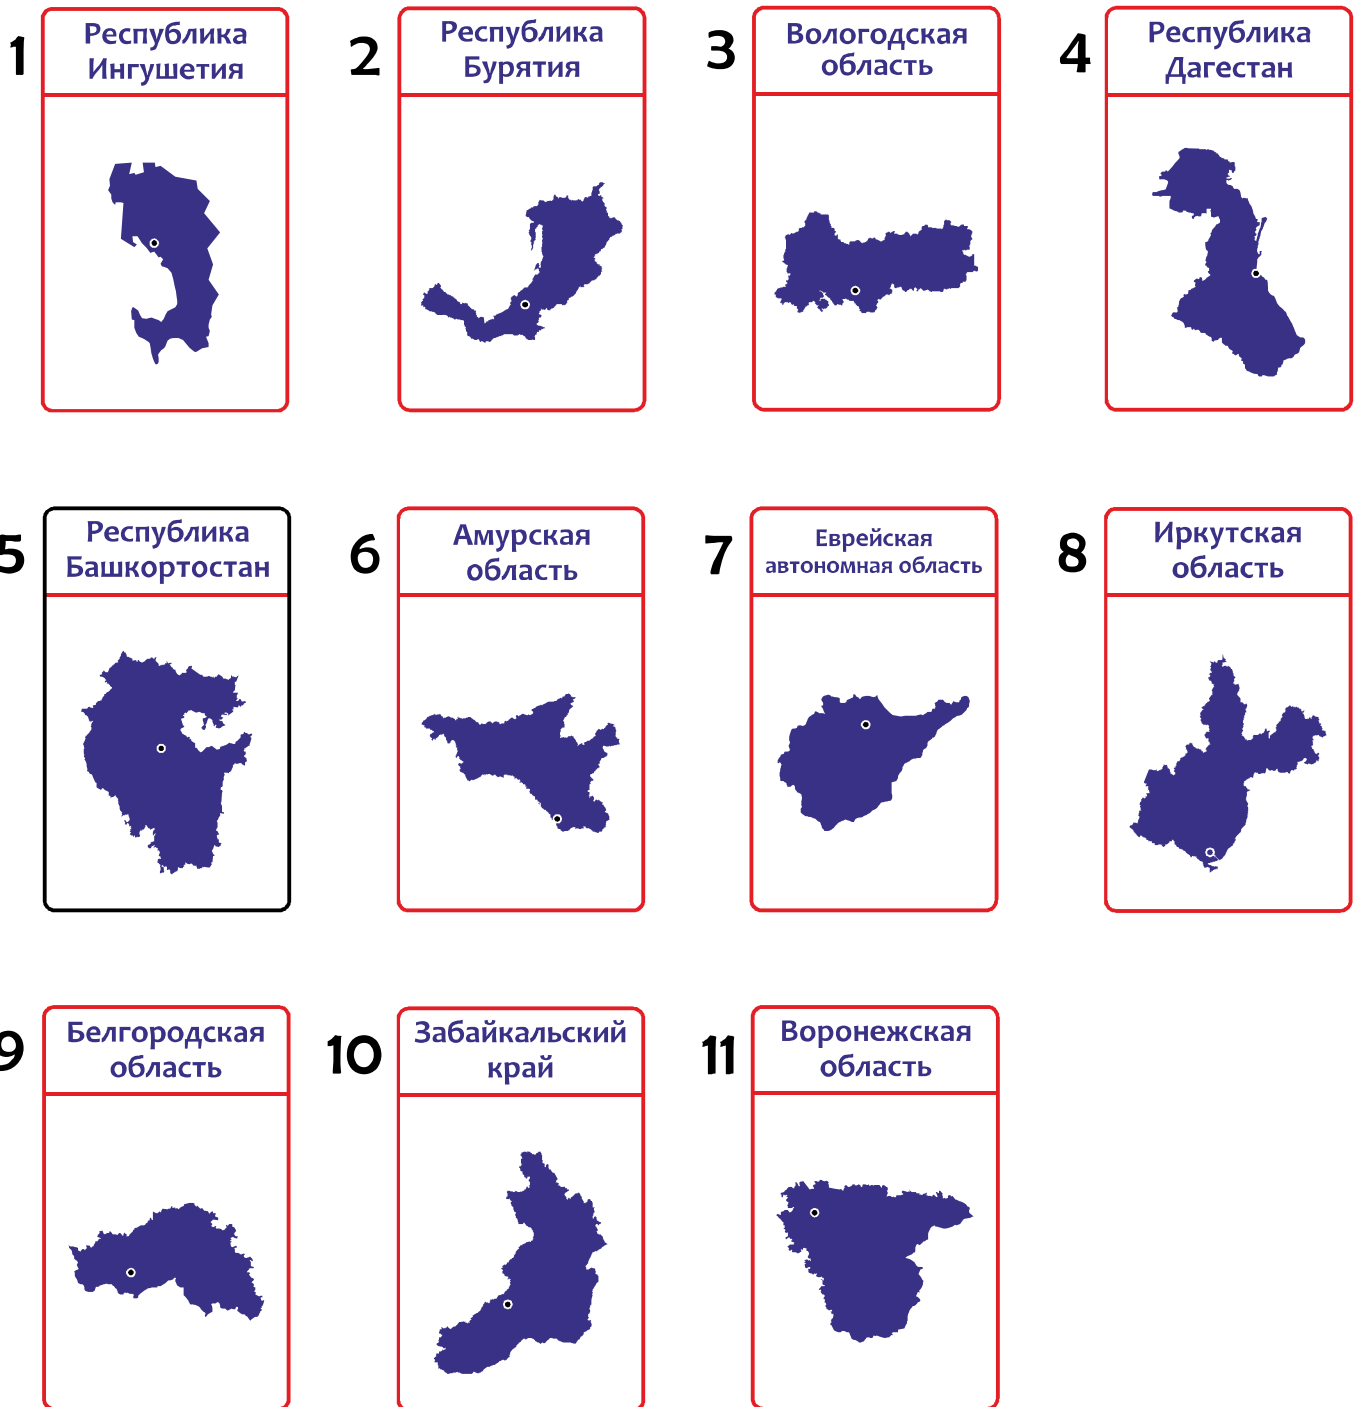 1
Республика
Ингушетия
2
Республика
Бурятия
3
Вологодская
область
4
Республика
Дагестан
5
Республика
Башкортостан
6
Амурская
область
7
Еврейская
автономная область
8
Иркутская
область
9
Белгородская
область
10
Забайкальский
край
11
Воронежская
область